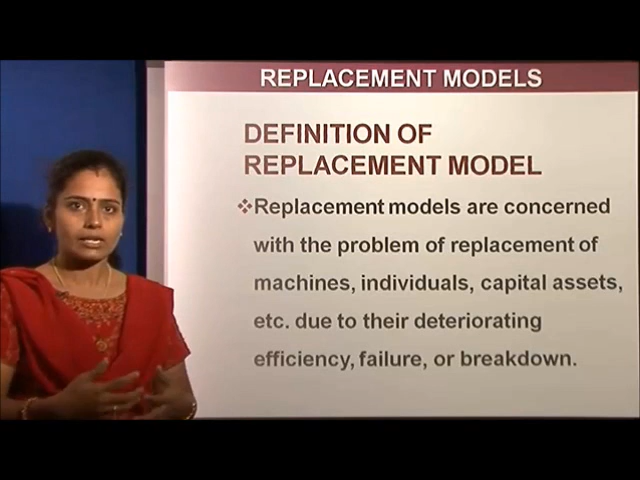 REPLACEMENT MODELS
DEFINITION OF
REPLACEMENT MODEL
❖Replacement models are concerned
with the problem of replacement of
machines, individuals, capital assets,
etc. due to their deteriorating
efficiency, failure, or breakdown.